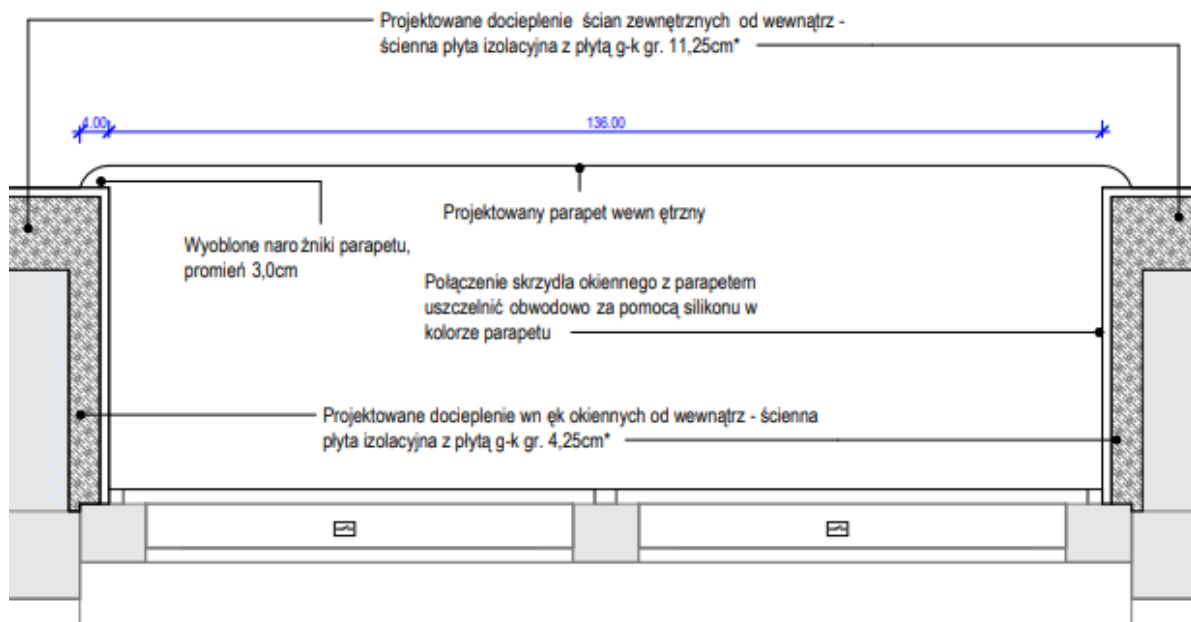 Projektowane docieplenie ścian zewnętrznych od wewnątrz -
ścienna płyta izolacyjna z płytą g-k gr. 11,25cm*
4.00
136.00
Projektowany parapet wewn ętrzny
Wyoblone naro żniki parapetu,
promień 3,0cm
Połączenie skrzydła okiennego z parapetem
uszczelnić obwodowo za pomocą silikonu w
kolorze parapetu
Projektowane docieplenie wn ęk okiennych od wewnątrz - ścienna
płyta izolacyjna z płytą g-k gr. 4,25cm*